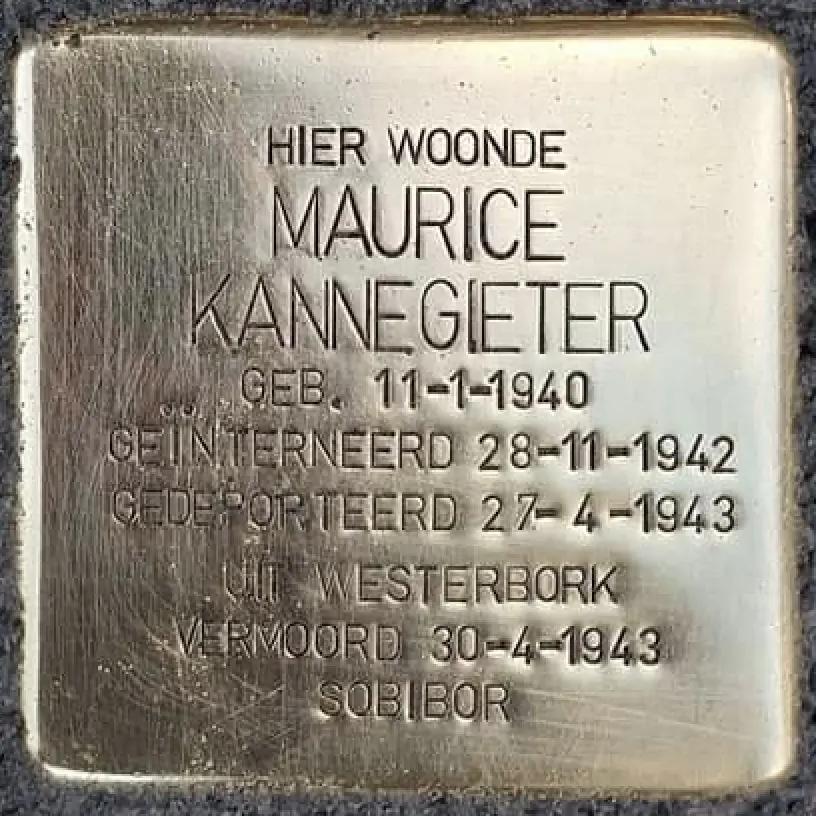 HIER WOONDE
MAURICE
KANNEGIETER
GEB. 11-1-1940
GEÏNTERNEERD 28-11-1942
GEDEPORTEERD 27-4-1943
UIT WESTERBORK
VERMOORD 30-4-1943
SOBIBOR